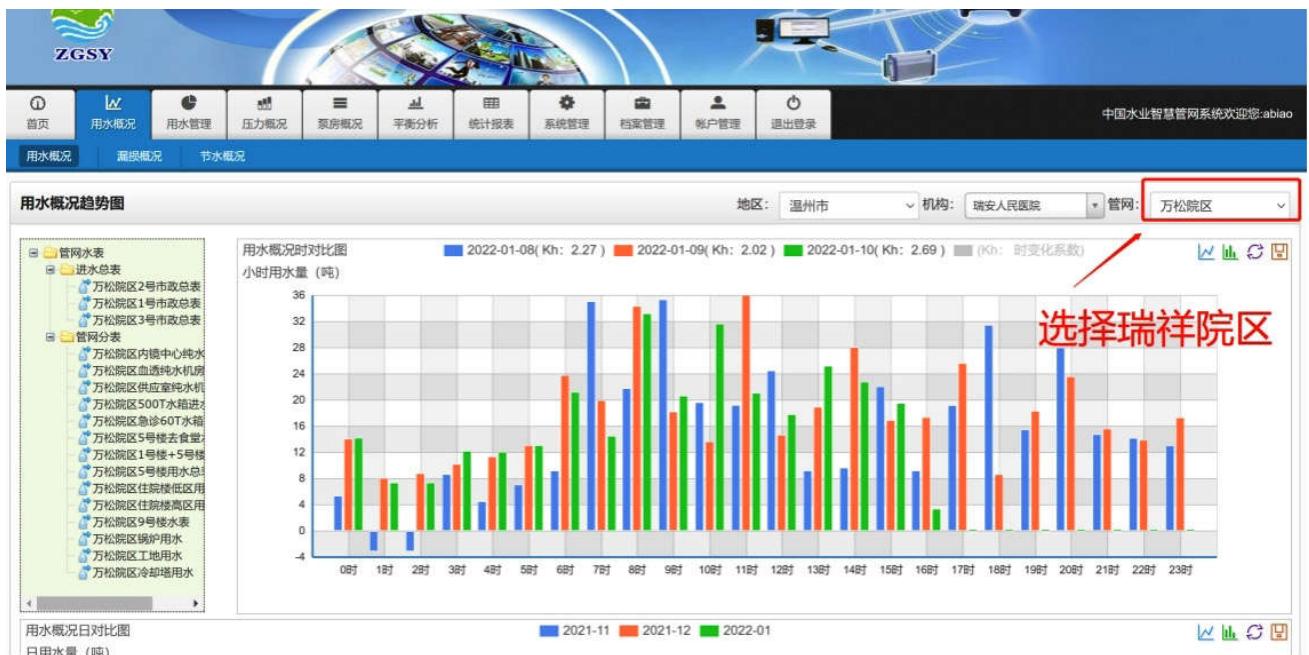 ZGSY
首页 用水概况 用水管理 压力概况 泵房概况 平衡分析 统计报表 系统管理 档案管理 帐户管理 退出登录
中国水业智慧管网系统欢迎您:abiao
用水概况 漏损概况 节水概况
用水概况趋势图 地区： 温州市 机构： 瑞安人民医院 管网： 万松院区
管网水表
进水总表
万松院区2号市政总表
万松院区1号市政总表
万松院区3号市政总表
管网分表
万松院区内镜中心纯水
万松院区血透纯水机房
万松院区供应室纯水机
万松院区500T水箱进
万松院区急诊60T水箱
万松院区5号楼去食堂
万松院区1号楼+5号楼
万松院区5号楼用水总
万松院区住院楼低区用
万松院区住院楼高区用
万松院区9号楼水表
万松院区锅炉用水
万松院区工地用水
万松院区冷却塔用水
用水概况时对比图 2022-01-08( Kh： 2.27 ) 2022-01-09( Kh： 2.02 ) 2022-01-10( Kh： 2.69 ) (Kh： 时变化系数)
小时用水量（吨）
选择瑞祥院区
36
32
28
24
20
16
12
8
4
0
-4
0时 1时 2时 3时 4时 5时 6时 7时 8时 9时 10时 11时 12时 13时 14时 15时 16时 17时 18时 19时 20时 21时 22时 23时
用水概况日对比图 2021-11 2021-12 2022-01
日用水量（吨）